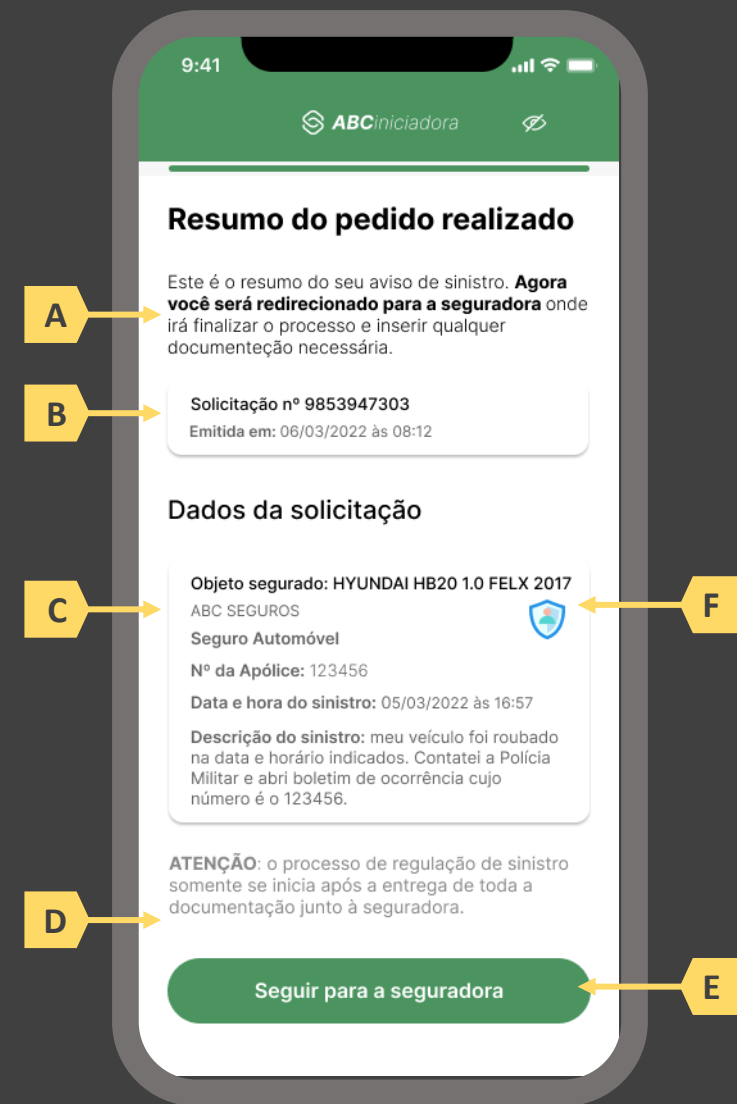 9:41
ABCiniciadora
Resumo do pedido realizado
Este é o resumo do seu aviso de sinistro. Agora
você será redirecionado para a seguradora onde
irá finalizar o processo e inserir qualquer
documenteção necessária.
A
Solicitação nº 9853947303
Emitida em: 06/03/2022 às 08:12
B
Dados da solicitação
Objeto segurado: HYUNDAI HB20 1.0 FELX 2017
ABC SEGUROS
Seguro Automóvel
Nº da Apólice: 123456
Data e hora do sinistro: 05/03/2022 às 16:57
Descrição do sinistro: meu veículo foi roubado
na data e horário indicados. Contatei a Polícia
Militar e abri boletim de ocorrência cujo
número é o 123456.
C
F
ATENÇÃO: o processo de regulação de sinistro
somente se inicia após a entrega de toda a
documentação junto à seguradora.
D
Seguir para a seguradora
E